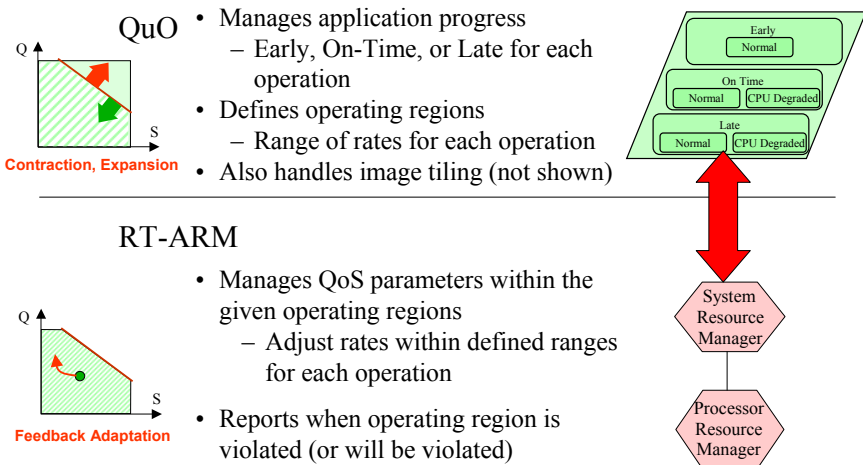 QuO
Q
S
Contraction, Expansion
• Manages application progress
– Early, On-Time, or Late for each
operation
• Defines operating regions
– Range of rates for each operation
• Also handles image tiling (not shown)
Early
Normal
On Time
Normal
CPU Degraded
Late
Normal
CPU Degraded
RT-ARM
Q
S
Feedback Adaptation
• Manages QoS parameters within the
given operating regions
– Adjust rates within defined ranges
for each operation
• Reports when operating region is
violated (or will be violated)
System
Resource
Manager
Processor
Resource
Manager